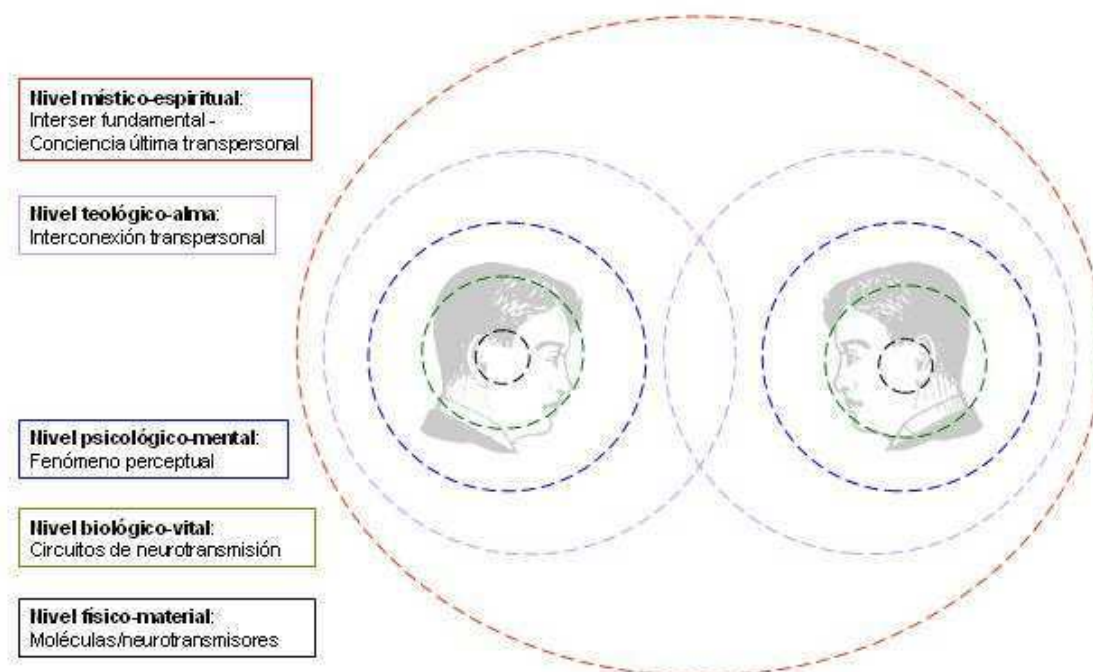 Nivel místico-espiritual:
Interser fundamental -
Conciencia última transpersonal
Nivel teológico-alma:
Interconexión transpersonal
Nivel psicológico-mental:
Fenómeno perceptual
Nivel biológico-vital:
Circuitos de neurotransmisión
Nivel físico-material:
Moléculas/neurotransmisores